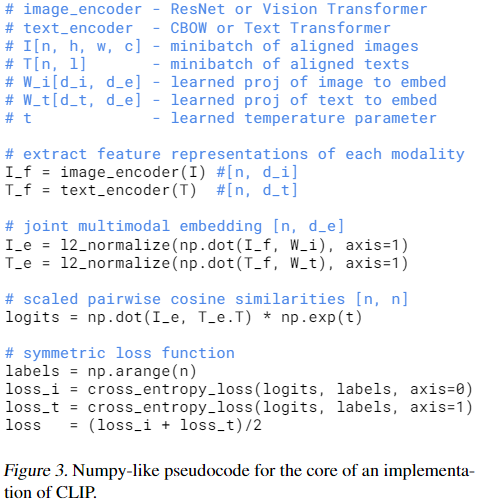 # image_encoder - ResNet or Vision Transformer
# text_encoder - CBOW or Text Transformer
# I[n, h, w, c] - minibatch of aligned images
# T[n, l] - minibatch of aligned texts
# W_i[d_i, d_e] - learned proj of image to embed
# W_t[d_t, d_e] - learned proj of text to embed
# t - learned temperature parameter
# extract feature representations of each modality
I_f = image_encoder(I) #[n, d_i]
T_f = text_encoder(T) #[n, d_t]
# joint multimodal embedding [n, d_e]
I_e = l2_normalize(np.dot(I_f, W_i), axis=1)
T_e = l2_normalize(np.dot(T_f, W_t), axis=1)
# scaled pairwise cosine similarities [n, n]
logits = np.dot(I_e, T_e.T) * np.exp(t)
# symmetric loss function
labels = np.arange(n)
loss_i = cross_entropy_loss(logits, labels, axis=0)
loss_t = cross_entropy_loss(logits, labels, axis=1)
loss = (loss_i + loss_t)/2
Figure 3. Numpy-like pseudocode for the core of an implementa-
tion of CLIP.